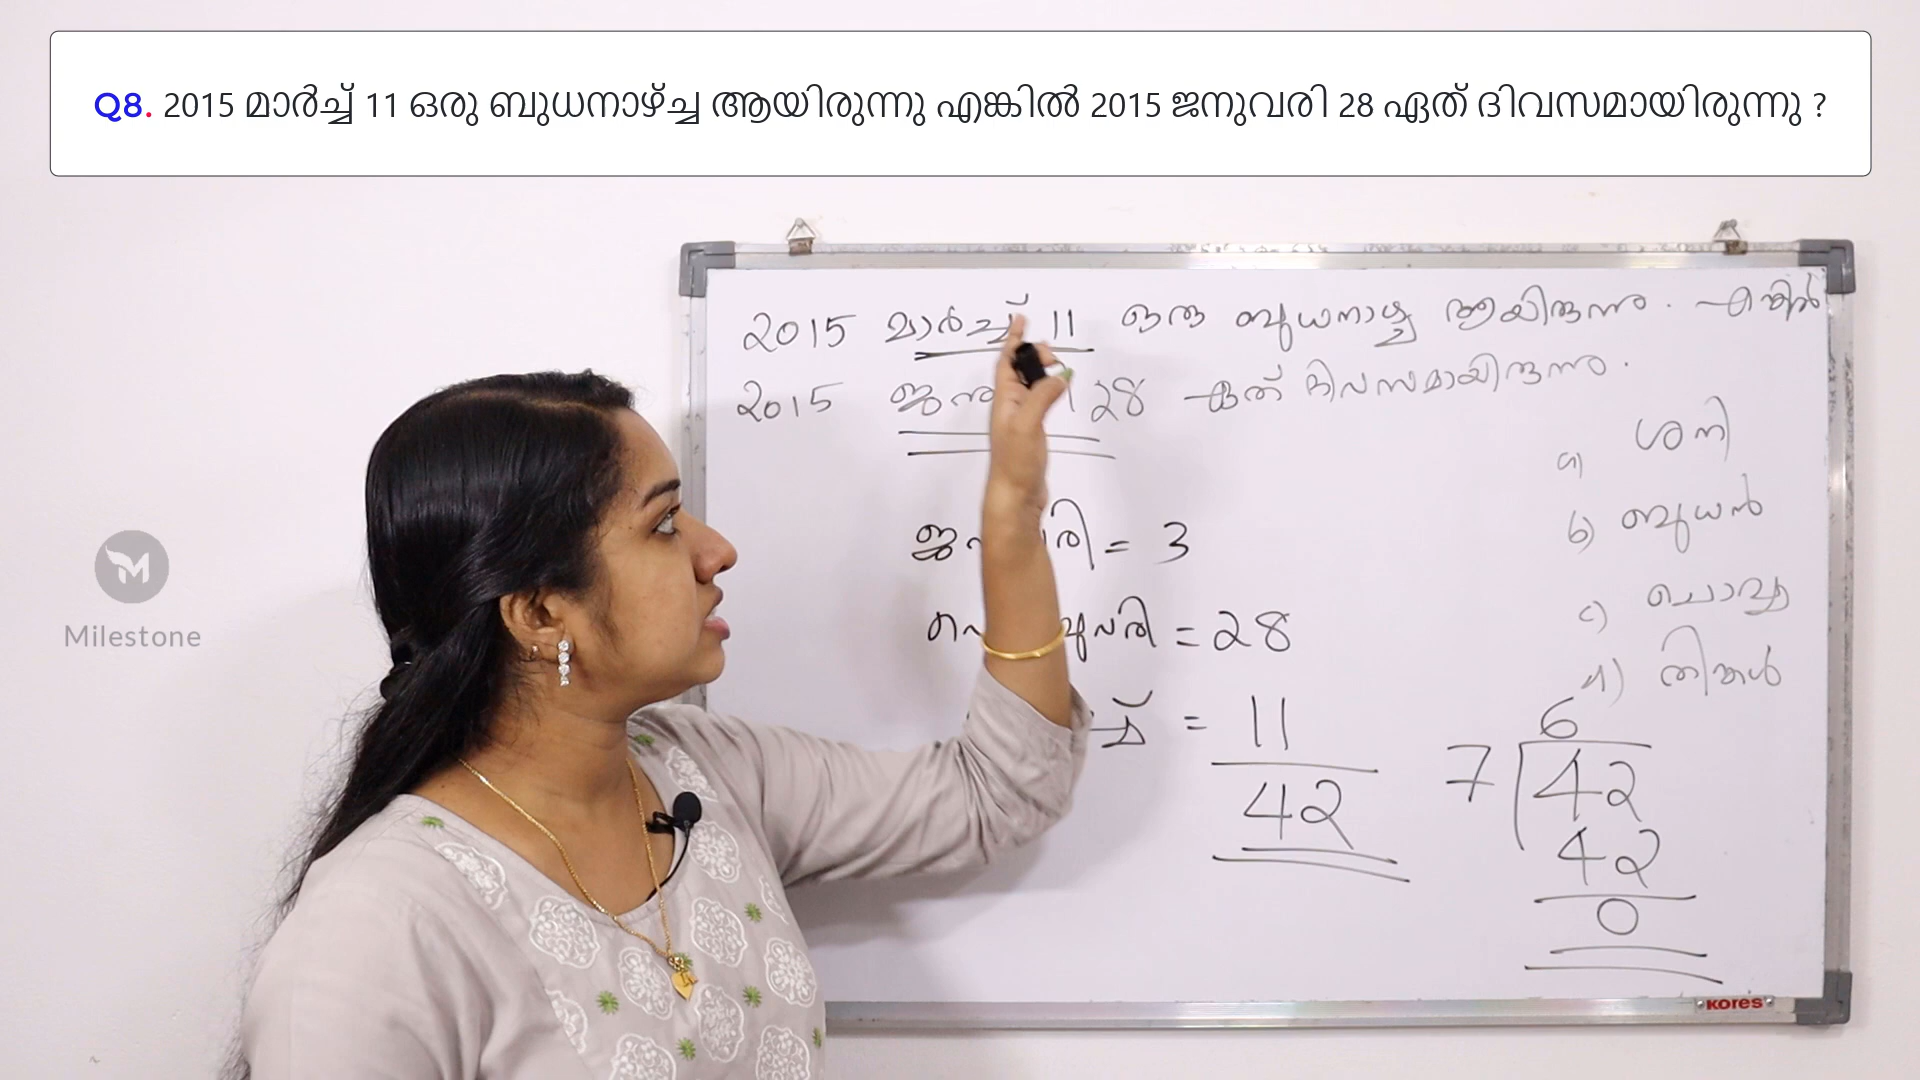 Q8. 2015 മാർച്ച് 11 ഒരു ബുധനാഴ്ച്ച ആയിരുന്നു എങ്കിൽ 2015 ജനുവരി 28 ഏത് ദിവസമായിരുന്നു ?
2015 മാർച്ച് 11 ഒരു ബുധനാഴ്ച്ച ആയിരുന്നു. എങ്കിൽ
2015 28 ഏത് ദിവസമായിരുന്നു.
a) ശനി
b) ബുധൻ
c) ചൊവ്വ
d) തിങ്കൾ
= 3
= 28
= 11
42
6
7 42
42
0
Milestone
KORES